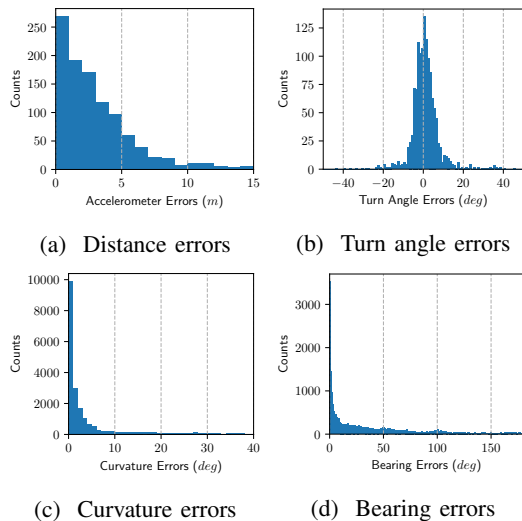 250
200
150
100
50
0
Counts
0 5 10 15
Accelerometer Errors (m)
(a) Distance errors
125
100
75
50
25
0
Counts
−40 −20 0 20 40
Turn Angle Errors (deg)
(b) Turn angle errors
10000
8000
6000
4000
2000
0
Counts
0 10 20 30 40
Curvature Errors (deg)
(c) Curvature errors
3000
2000
1000
0
Counts
0 50 100 150
Bearing Errors (deg)
(d) Bearing errors